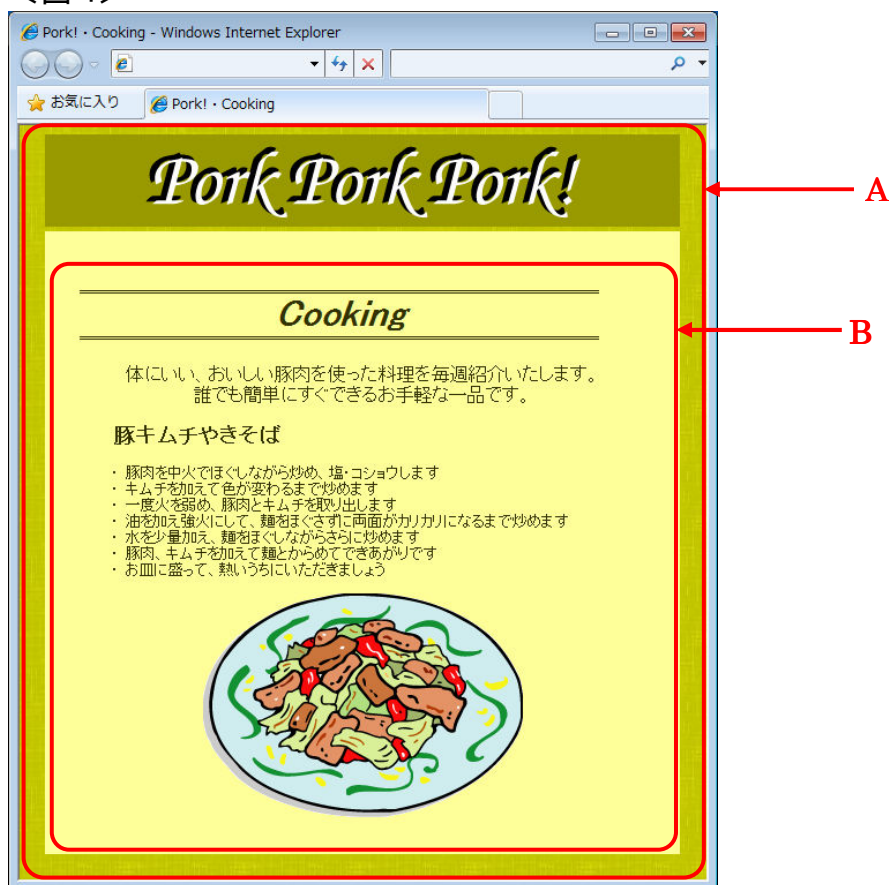 Pork!・Cooking - Windows Internet Explorer
お気に入り
Pork!・Cooking
Pork Pork Pork!
A
Cooking
B
体にいい、おいしい豚肉を使った料理を毎週紹介いたします。
誰でも簡単にすぐできるお手軽な一品です。
豚キムチやきそば
・ 豚肉を中火でほぐしながら炒め、塩・コショウします
・ キムチを加えて色が変わるまで炒めます
・ 一度火を弱め、豚肉とキムチを取り出します
・ 油を加え強火にして、麺をほぐさずに両面がカリカリになるまで炒めます
・ 水を少量加え、麺をほぐしながらさらに炒めます
・ 豚肉、キムチを加えて麺とからめてできあがりです
・ お皿に盛って、熱いうちにいただきましょう